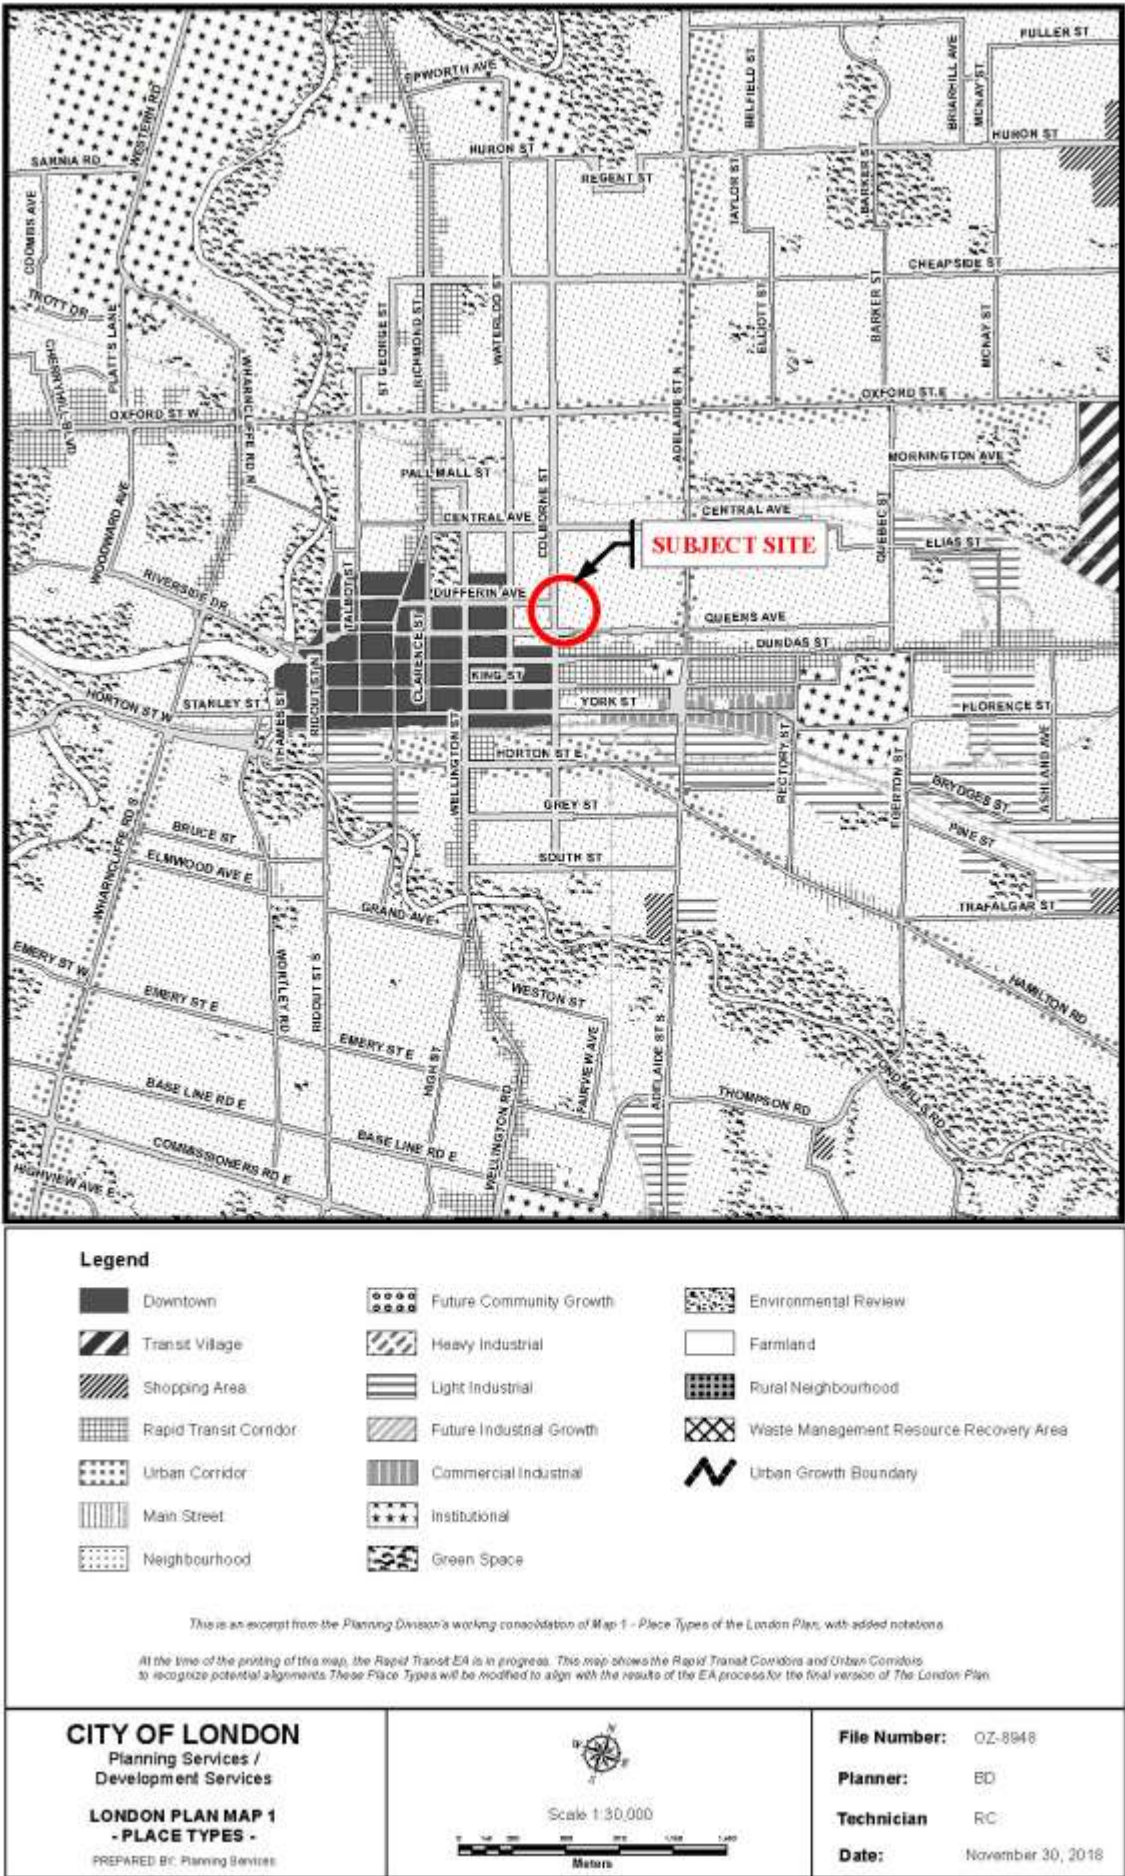 FULLER ST
EPWORTH AVE
BELFIELD ST
BRIARHILL AVE
MCNAY ST
WESTERN RD
HURON ST
HURON ST
SARNIA RD
REGENT ST
TAYLOR ST
BARKER ST
COOMBS AVE
CHEAPSIDE ST
TROTT DR
PLATT'S LANE
ST GEORGE ST
RICHMOND ST
WATERLOO ST
ELLIOTT ST
BARKER ST
MCNAY ST
CHERRYHILL BLVD
WHARNCLIFFE RD N
OXFORD ST W
ADELAIDE ST N
OXFORD ST E
PALL MALL ST
MORNINGTON AVE
WOODWARD AVE
CENTRAL AVE
COLBORNE ST
CENTRAL AVE
QUEBEC ST
ELIAS ST
SUBJECT SITE
RIVERSIDE DR
TALBOT ST
DUFFERIN AVE
CLARENCE ST
QUEENS AVE
DUNDAS ST
KING ST
HORTON ST W
STANLEY ST
THAMES ST
RIDOUT ST N
YORK ST
FLORENCE ST
WELLINGTON ST
HORTON ST E
RECTORY ST
EGERTON ST
ASHLAND AVE
BRYDGES ST
GREY ST
PINE ST
WHARNCLIFFE RD S
BRUCE ST
ELMWOOD AVE E
SOUTH ST
GRAND AVE
TRAFALGAR ST
EMERY ST W
WORTLEY RD
RIDOUT ST S
EMERY ST E
WESTON ST
HAMILTON RD
EMERY ST E
HIGH ST
FAIRVIEW AVE
ADELAIDE ST S
POND MILLS RD
BASE LINE RD E
WELLINGTON RD
THOMPSON RD
COMMISSIONERS RD E
BASE LINE RD E
HIGHVIEW AVE E
Legend
Downtown
Transit Village
Shopping Area
Rapid Transit Corridor
Urban Corridor
Main Street
Neighbourhood
Future Community Growth
Heavy Industrial
Light Industrial
Future Industrial Growth
Commercial Industrial
Institutional
Green Space
Environmental Review
Farmland
Rural Neighbourhood
Waste Management Resource Recovery Area
Urban Growth Boundary
This is an excerpt from the Planning Division's working consolidation of Map 1 - Place Types of the London Plan, with added notations.
At the time of the printing of this map, the Rapid Transit EA is in progress. This map shows the Rapid Transit Corridors and Urban Corridors
to recognize potential alignments. These Place Types will be modified to align with the results of the EA process for the final version of The London Plan.
CITY OF LONDON
Planning Services /
Development Services
LONDON PLAN MAP 1
- PLACE TYPES -
PREPARED BY: Planning Services
N
E
S
Scale 1:30,000
Meters
File Number: OZ-8948
Planner: BD
Technician RC
Date: November 30, 2018